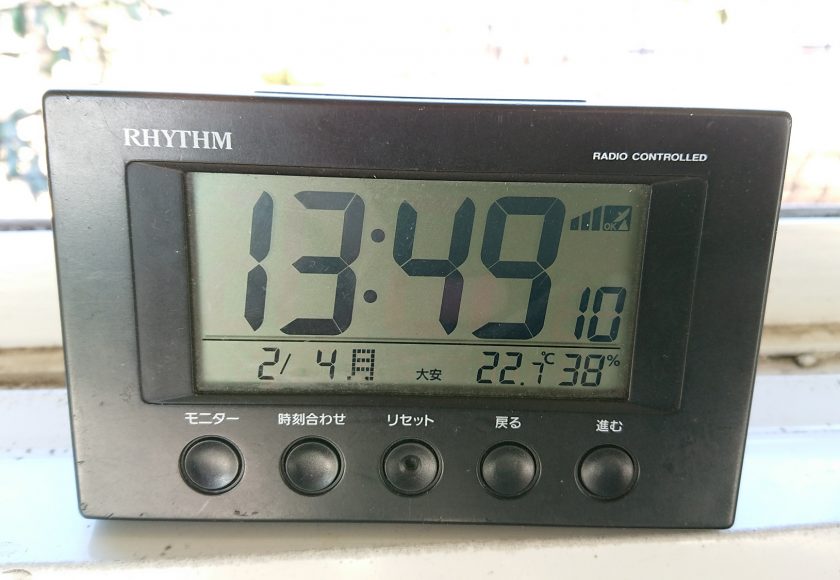 RHYTHM
RADIO CONTROLLED
13:49
OK
10
2/ 4 月 大安 22.1℃ 38%
モニター 時刻合わせ リセット 戻る 進む